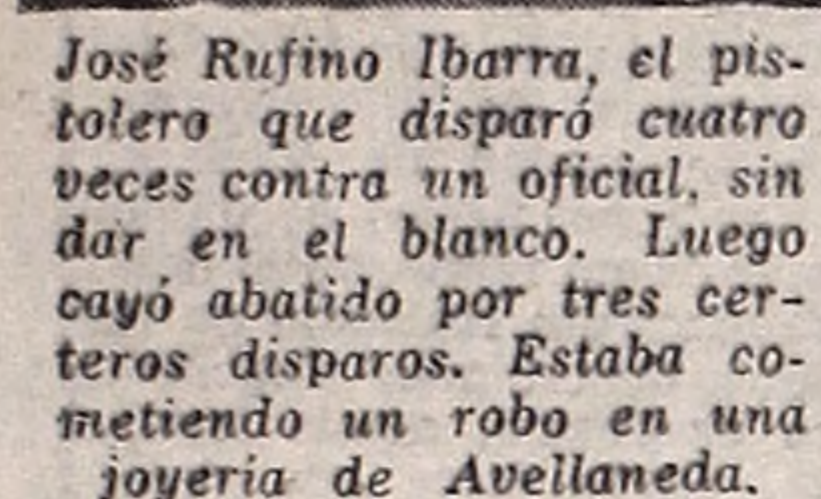 José Rufino Ibarra, el pis-
tolero que disparó cuatro
veces contra un oficial, sin
dar en el blanco. Luego
cayó abatido por tres cer-
teros disparos. Estaba co-
metiendo un robo en una
joyería de Avellaneda.